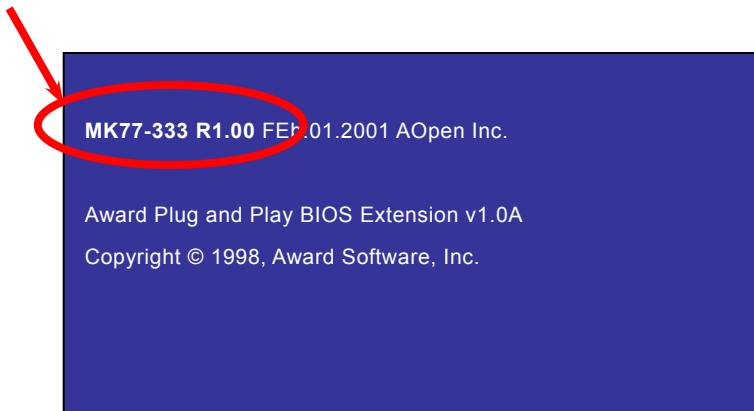 MK77-333 R1.00 FEb.01.2001 AOpen Inc.
Award Plug and Play BIOS Extension v1.0A
Copyright © 1998, Award Software, Inc.